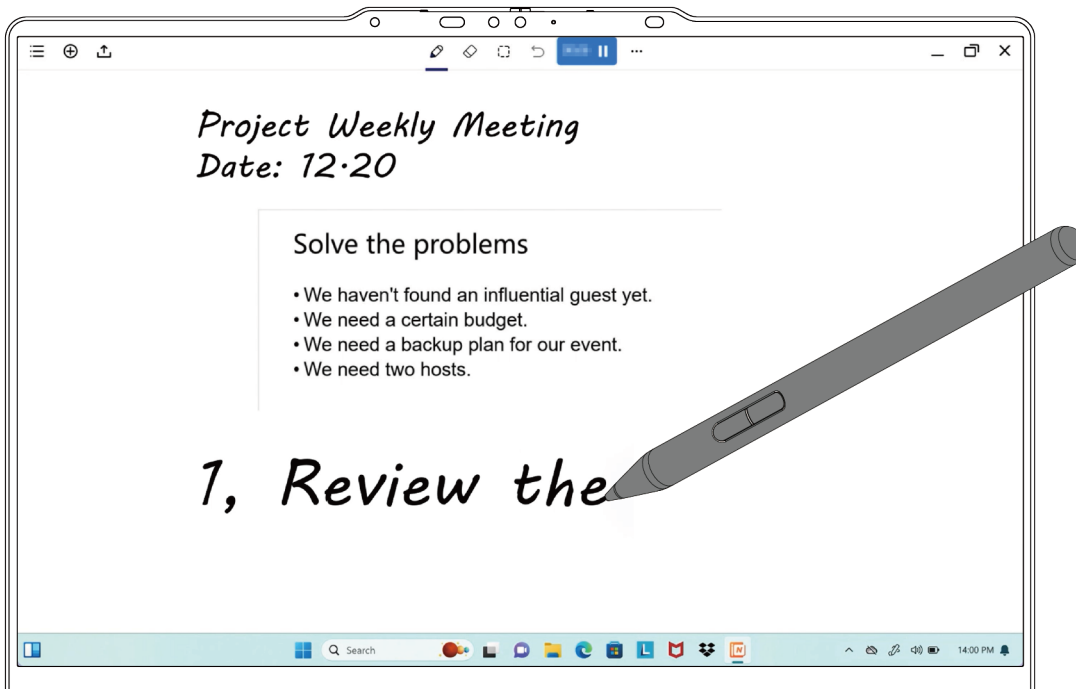 Project Weekly Meeting
Date: 12·20
Solve the problems
• We haven't found an influential guest yet.
• We need a certain budget.
• We need a backup plan for our event.
• We need two hosts.
1, Review the
Search
14:00 PM